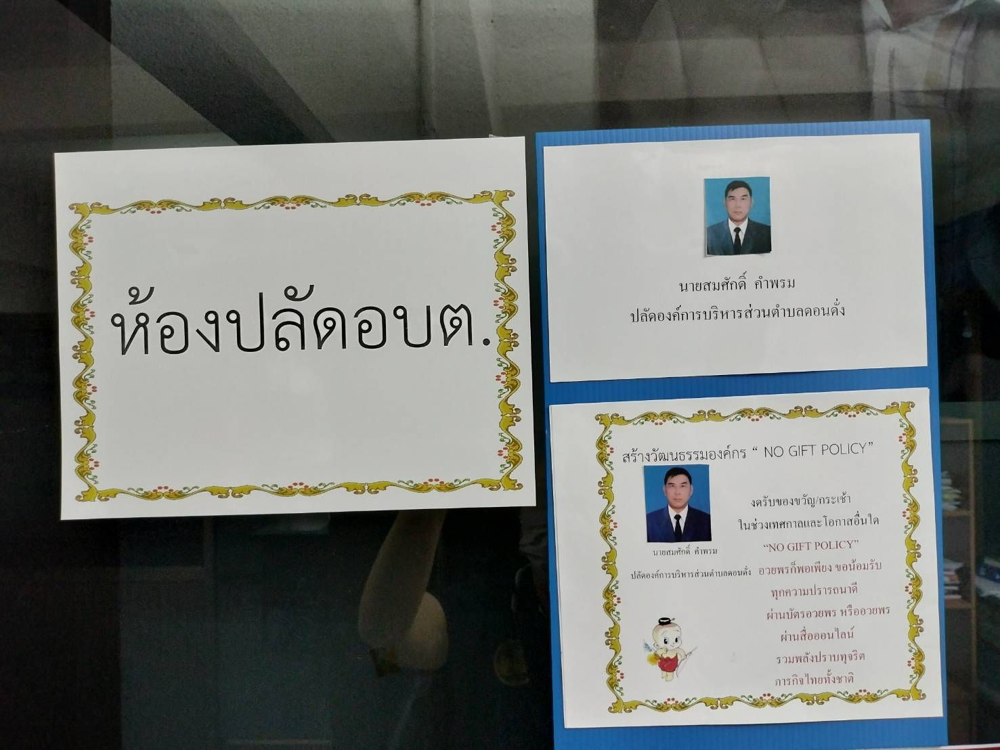 ห้องปลัดอบต.
นายสมศักดิ์ คำพรม
ปลัดองค์การบริหารส่วนตำบลดอนดั่ง
สร้างวัฒนธรรมองค์กร “ NO GIFT POLICY”
งดรับของขวัญ/กระเช้า
ในช่วงเทศกาลและโอกาสอื่นใด
“NO GIFT POLICY”
นายสมศักดิ์ คำพรม
ปลัดองค์การบริหารส่วนตำบลดอนดั่ง
อวยพรก็พอเพียง ขอน้อมรับ
ทุกความปรารถนาดี
ผ่านบัตรอวยพร หรืออวยพร
ผ่านสื่อออนไลน์
รวมพลังปราบทุจริต
ภารกิจไทยทั้งชาติ